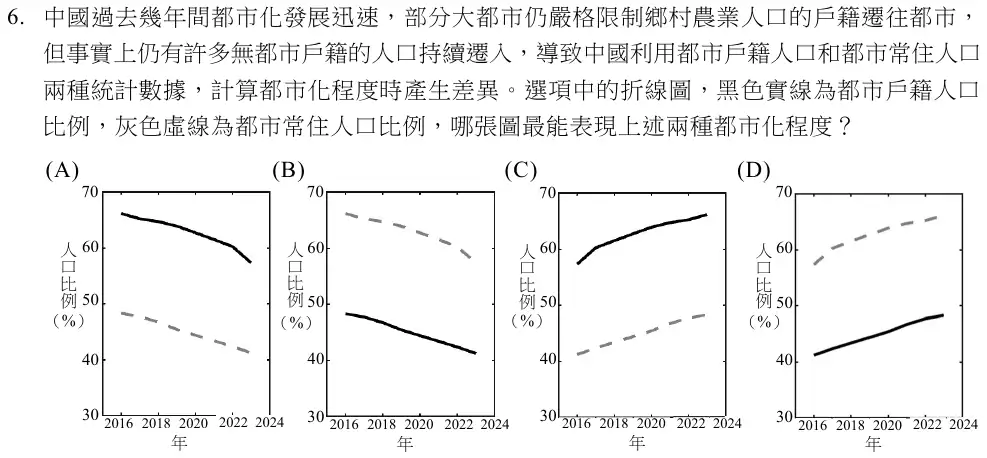 6. 中國過去幾年間都市化發展迅速，部分大都市仍嚴格限制鄉村農業人口的戶籍遷往都市，
但事實上仍有許多無都市戶籍的人口持續遷入，導致中國利用都市戶籍人口和都市常住人口
兩種統計數據，計算都市化程度時產生差異。選項中的折線圖，黑色實線為都市戶籍人口
比例，灰色虛線為都市常住人口比例，哪張圖最能表現上述兩種都市化程度？
(A)
70
60
50
40
30
人口比例(%)
2016 2018 2020 2022 2024
年
(B)
70
60
50
40
30
人口比例(%)
2016 2018 2020 2022 2024
年
(C)
70
60
50
40
30
人口比例(%)
2016 2018 2020 2022 2024
年
(D)
70
60
50
40
30
人口比例(%)
2016 2018 2020 2022 2024
年